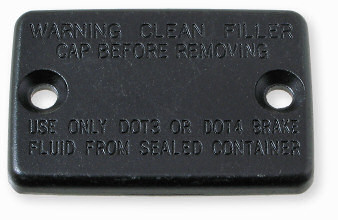 WARNING CLEAN FILLER
CAP BEFORE REMOVING
USE ONLY DOT3 OR DOT4 BRAKE
FLUID FROM SEALED CONTAINER